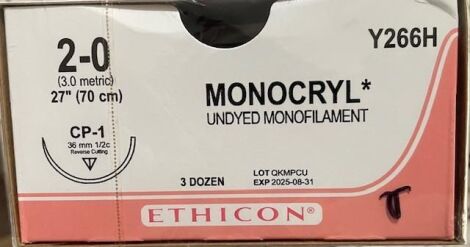 2-0
(3.0 metric)
27" (70 cm)
CP-1
36 mm 1/2c
Reverse Cutting
Y266H
MONOCRYL*
UNDYED MONOFILAMENT
3 DOZEN
LOT QKMPCU
EXP 2025-08-31
ETHICON®